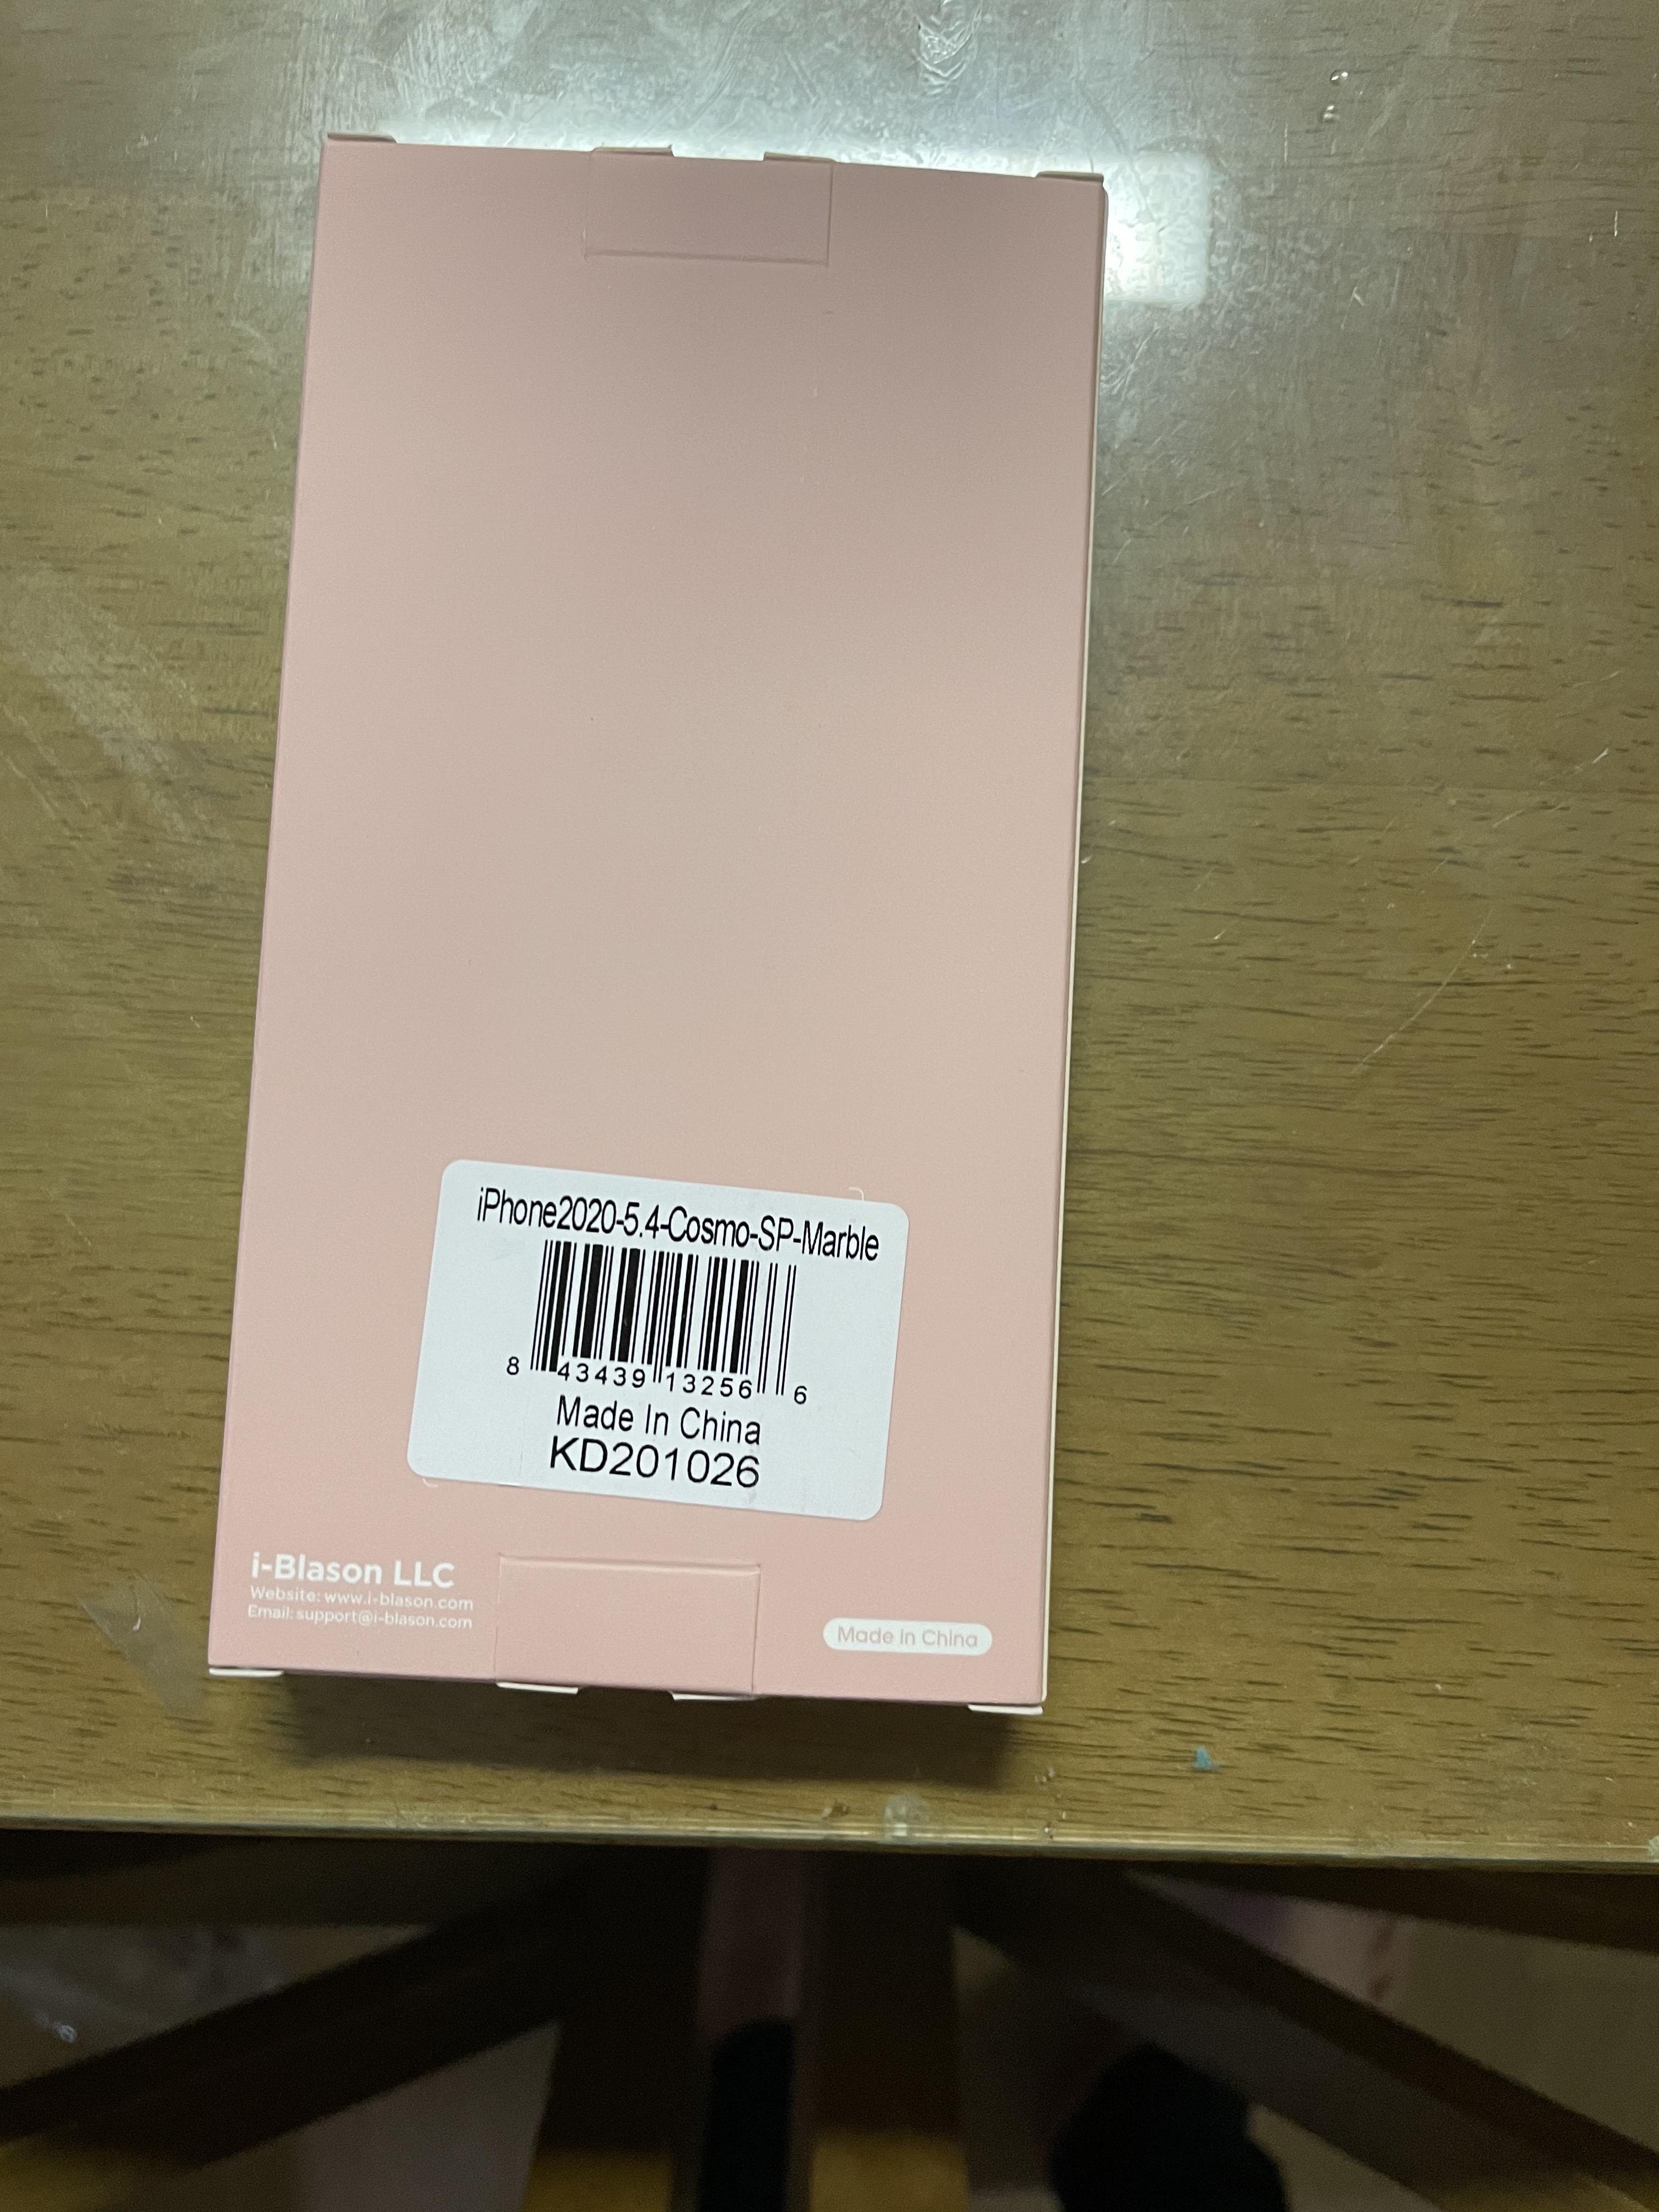 iPhone2020-5.4-Cosmo-SP-Marble
8 43439 13256 6
Made In China
KD201026
i-Blason LLC
Website: www.i-blason.com
Email: support@i-blason.com
Made in China